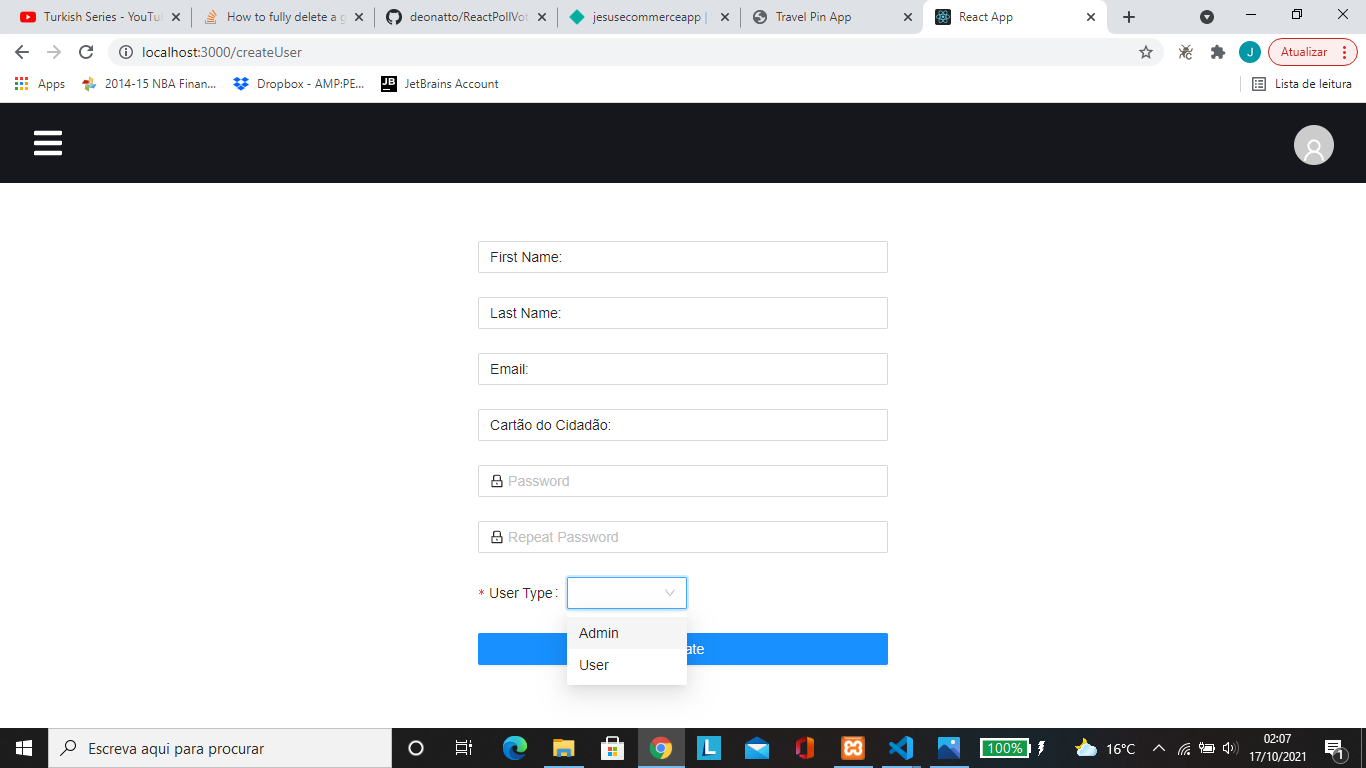 Turkish Series - YouTu
How to fully delete a g
deonatto/ReactPollVot
jesusecommerceapp |
Travel Pin App
React App
localhost:3000/createUser
J
Atualizar
Apps
2014-15 NBA Finan...
Dropbox - AMP:PE...
JB
JetBrains Account
Lista de leitura
First Name:
Last Name:
Email:
Cartão do Cidadão:
Password
Repeat Password
* User Type :
Admin
ate
User
Escreva aqui para procurar
L
100%
16°C
02:07
17/10/2021
1